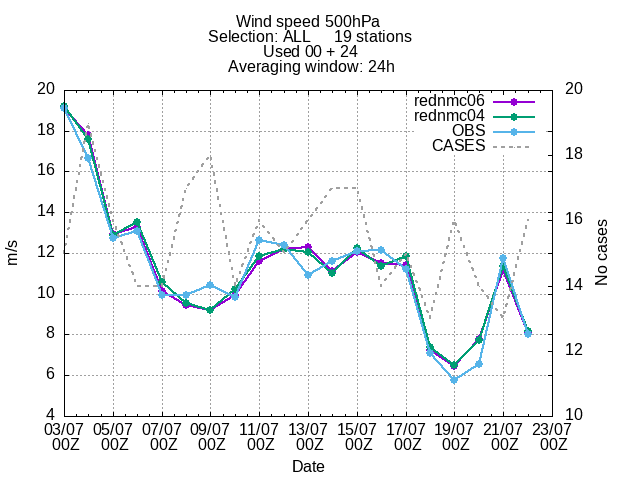 Wind speed 500hPa
Selection: ALL 19 stations
Used 00 + 24
Averaging window: 24h
20 20
rednmc06
rednmc04
OBS
CASES
18 18
16 16
14
12 14
m/s No cases
10
8 12
6
4 10
03/07 05/07 07/07 09/07 11/07 13/07 15/07 17/07 19/07 21/07 23/07
00Z 00Z 00Z 00Z 00Z 00Z 00Z 00Z 00Z 00Z 00Z
Date